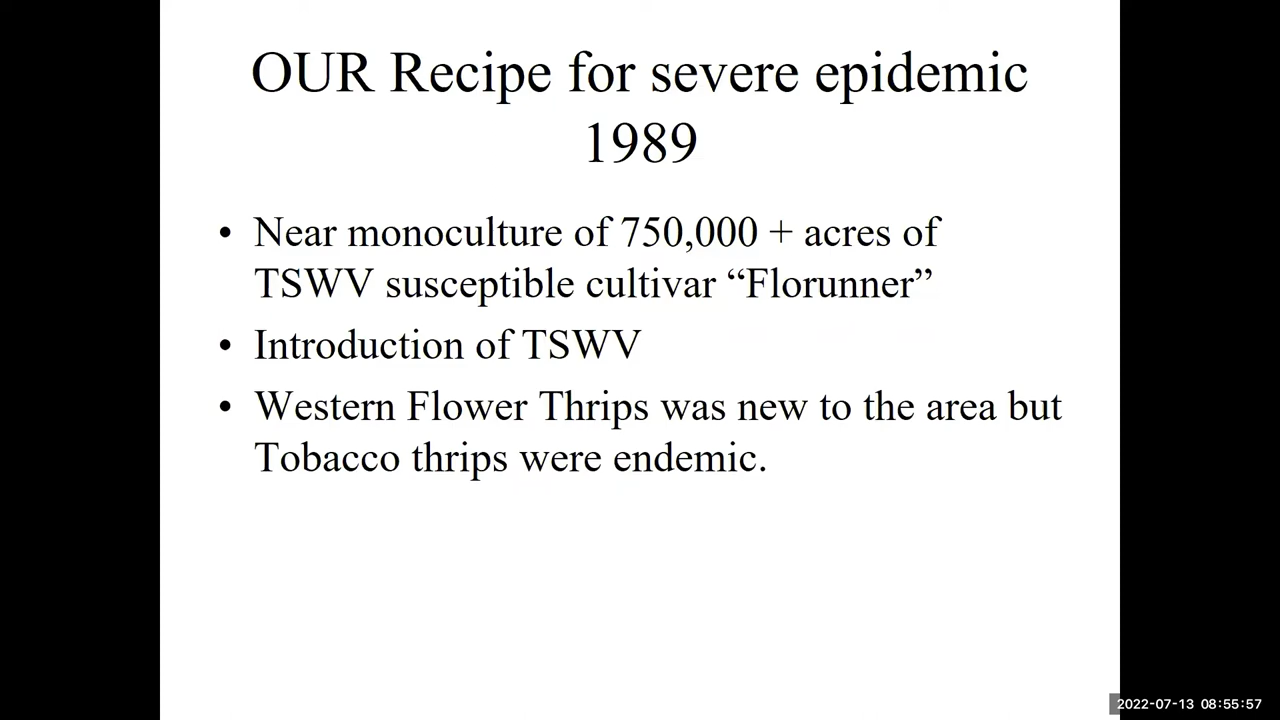 OUR Recipe for severe epidemic
1989
• Near monoculture of 750,000 + acres of
TSWV susceptible cultivar “Florunner”
• Introduction of TSWV
• Western Flower Thrips was new to the area but
Tobacco thrips were endemic.
2022-07-13 08:55:57